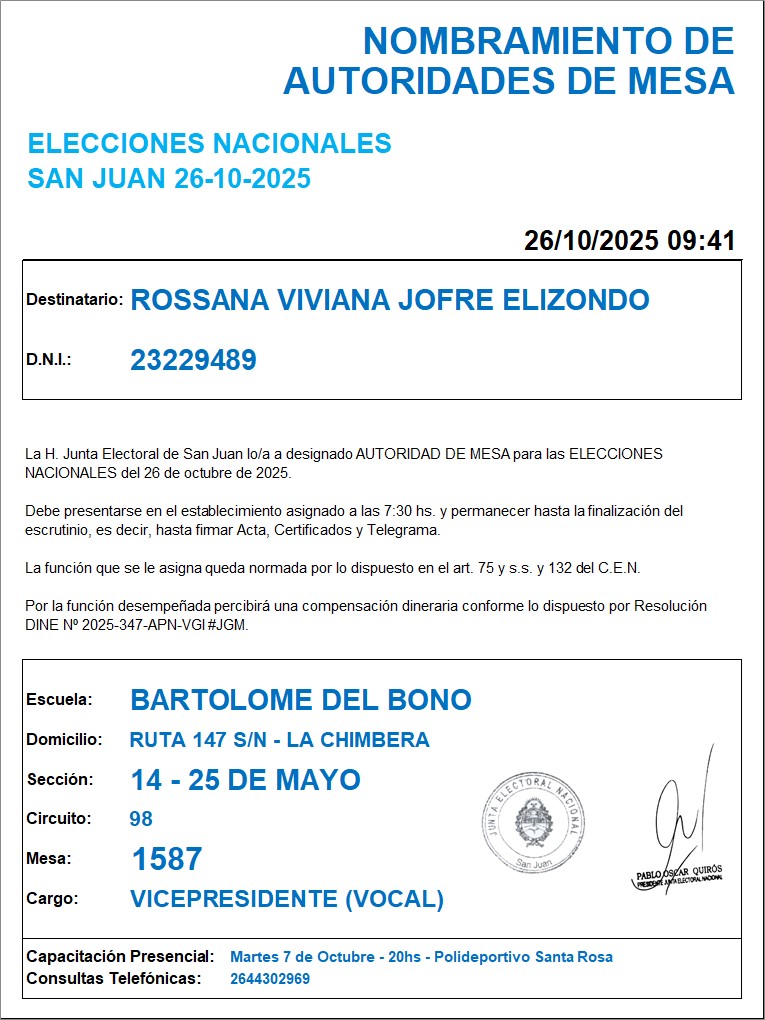 NOMBRAMIENTO DE
AUTORIDADES DE MESA
ELECCIONES NACIONALES
SAN JUAN 26-10-2025
26/10/2025 09:41
Destinatario: ROSSANA VIVIANA JOFRE ELIZONDO
D.N.I.: 23229489
La H. Junta Electoral de San Juan lo/a a designado AUTORIDAD DE MESA para las ELECCIONES
NACIONALES del 26 de octubre de 2025.
Debe presentarse en el establecimiento asignado a las 7:30 hs. y permanecer hasta la finalización del
escrutinio, es decir, hasta firmar Acta, Certificados y Telegrama.
La función que se le asigna queda normada por lo dispuesto en el art. 75 y s.s. y 132 del C.E.N.
Por la función desempeñada percibirá una compensación dineraria conforme lo dispuesto por Resolución
DINE Nº 2025-347-APN-VGI#JGM.
Escuela: BARTOLOME DEL BONO
Domicilio: RUTA 147 S/N - LA CHIMBERA
Sección: 14 - 25 DE MAYO
Circuito: 98
Mesa: 1587
Cargo: VICEPRESIDENTE (VOCAL)
JUNTA ELECTORAL NACIONAL
San Juan
PABLO OSCAR QUIRÓS
PRESIDENTE JUNTA ELECTORAL NACIONAL
Capacitación Presencial: Martes 7 de Octubre - 20hs - Polideportivo Santa Rosa
Consultas Telefónicas: 2644302969